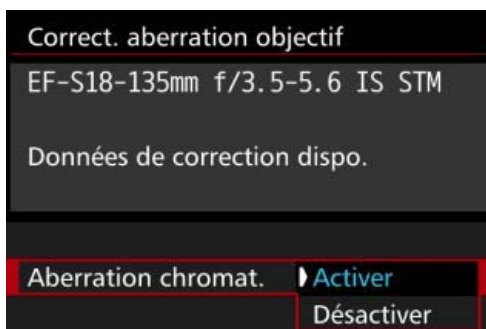 Correct. aberration objectif
EF-S18-135mm f/3.5-5.6 IS STM
Données de correction dispo.
Aberration chromat. Activer
Désactiver